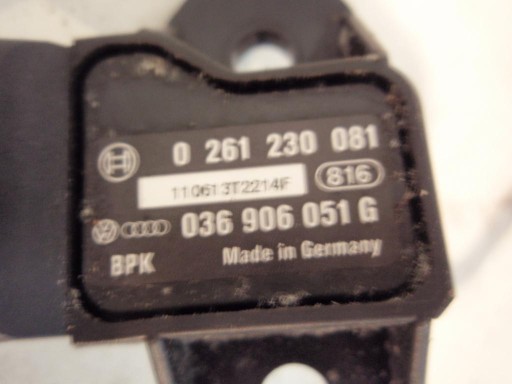 0 261 230 081
110613T2214F 816
036 906 051 G
BPK Made in Germany